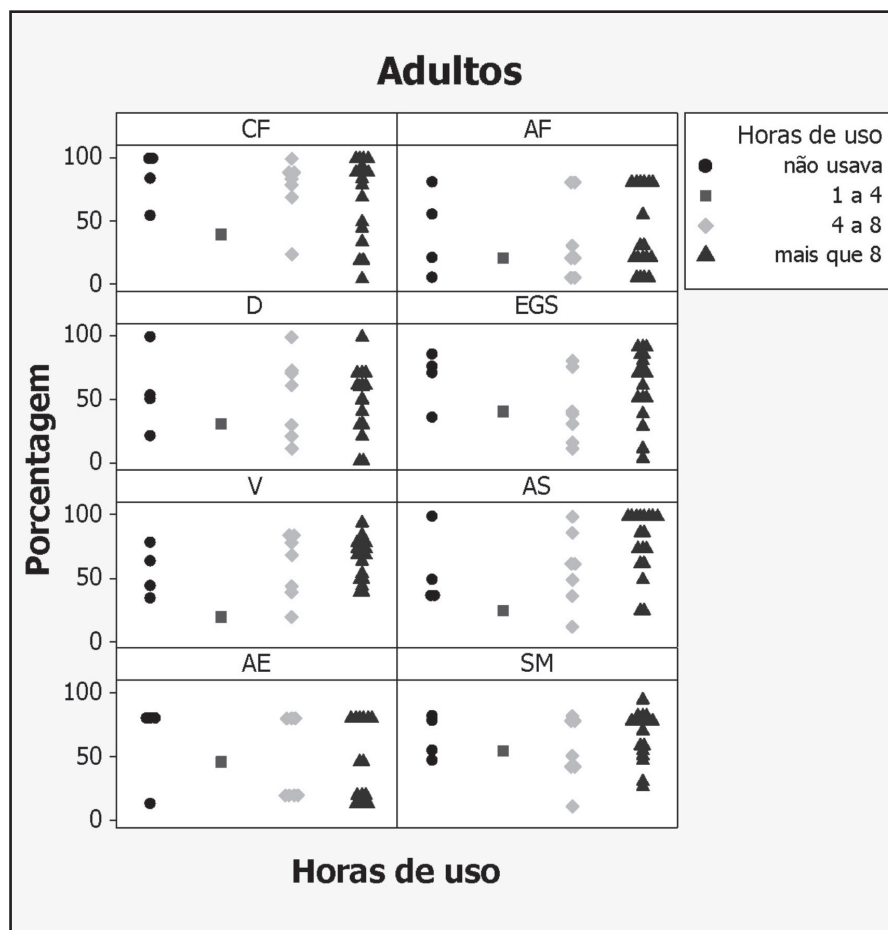 Adultos
CF AF
Horas de uso
não usava
1 a 4
4 a 8
mais que 8
100
50
0
D EGS
100
50
0
V AS
100
50
0
AE SM
100
50
0
Porcentagem
Horas de uso